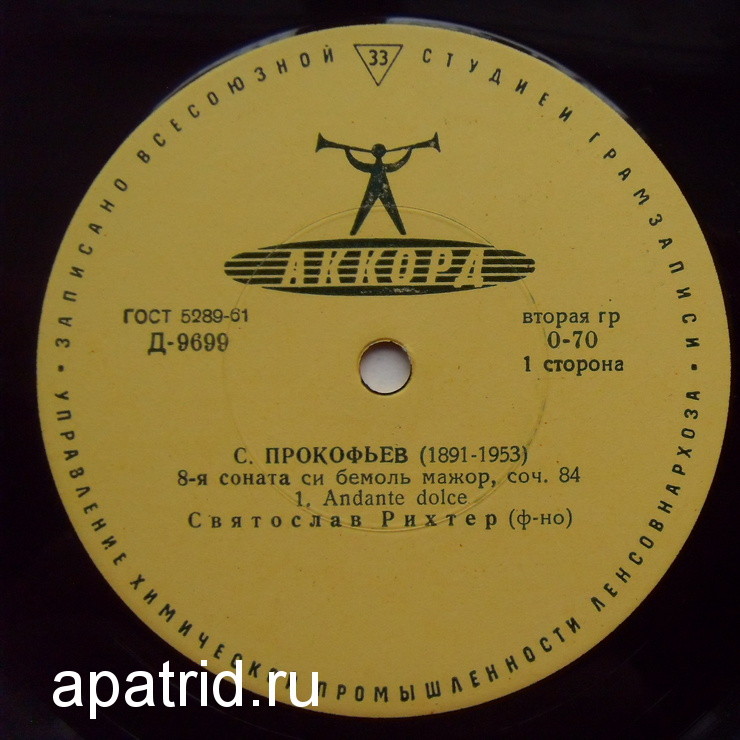 ЗАПИСАНО ВСЕСОЮЗНОЙ 33 СТУДИЕЙ ГРАМЗАПИСИ
АККОРД
ГОСТ 5289-61
Д-9699
вторая гр
0-70
1 сторона
С. ПРОКОФЬЕВ (1891-1953)
8-я соната си бемоль мажор, соч. 84
1. Andante dolce
Святослав Рихтер (ф-но)
• УПРАВЛЕНИЕ ХИМИЧЕСКОЙ ПРОМЫШЛЕННОСТИ ЛЕНСОВНАРХОЗА •
apatrid.ru